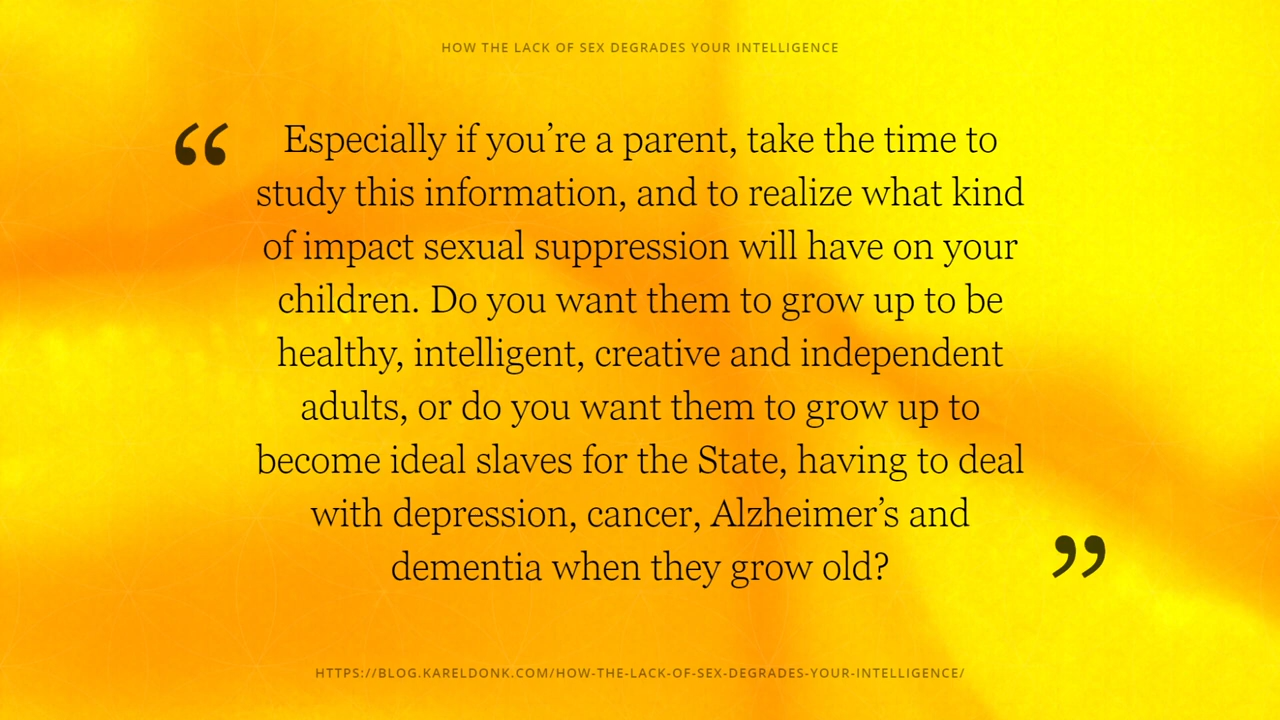 HOW THE LACK OF SEX DEGRADES YOUR INTELLIGENCE
“ Especially if you’re a parent, take the time to
study this information, and to realize what kind
of impact sexual suppression will have on your
children. Do you want them to grow up to be
healthy, intelligent, creative and independent
adults, or do you want them to grow up to
become ideal slaves for the State, having to deal
with depression, cancer, Alzheimer’s and
dementia when they grow old? ”
HTTPS://BLOG.KARELDONK.COM/HOW-THE-LACK-OF-SEX-DEGRADES-YOUR-INTELLIGENCE/